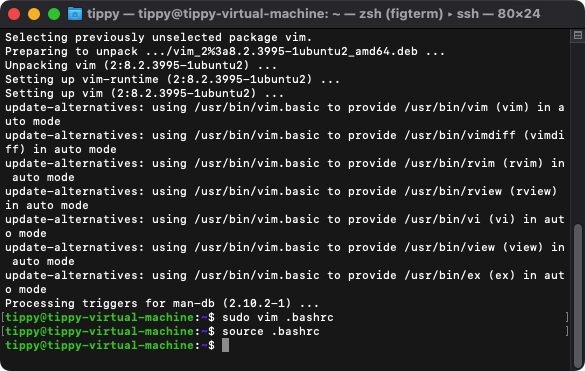 tippy — tippy@tippy-virtual-machine: ~ — zsh (figterm) ▸ ssh — 80×24
Selecting previously unselected package vim.
Preparing to unpack .../vim_2%3a8.2.3995-1ubuntu2_amd64.deb ...
Unpacking vim (2:8.2.3995-1ubuntu2) ...
Setting up vim-runtime (2:8.2.3995-1ubuntu2) ...
Setting up vim (2:8.2.3995-1ubuntu2) ...
update-alternatives: using /usr/bin/vim.basic to provide /usr/bin/vim (vim) in a
uto mode
update-alternatives: using /usr/bin/vim.basic to provide /usr/bin/vimdiff (vimdi
ff) in auto mode
update-alternatives: using /usr/bin/vim.basic to provide /usr/bin/rvim (rvim) in
 auto mode
update-alternatives: using /usr/bin/vim.basic to provide /usr/bin/rview (rview)
in auto mode
update-alternatives: using /usr/bin/vim.basic to provide /usr/bin/vi (vi) in aut
o mode
update-alternatives: using /usr/bin/vim.basic to provide /usr/bin/view (view) in
 auto mode
update-alternatives: using /usr/bin/vim.basic to provide /usr/bin/ex (ex) in aut
o mode
Processing triggers for man-db (2.10.2-1) ...
[tippy@tippy-virtual-machine:~$ sudo vim .bashrc ]
[tippy@tippy-virtual-machine:~$ source .bashrc ]
tippy@tippy-virtual-machine:~$